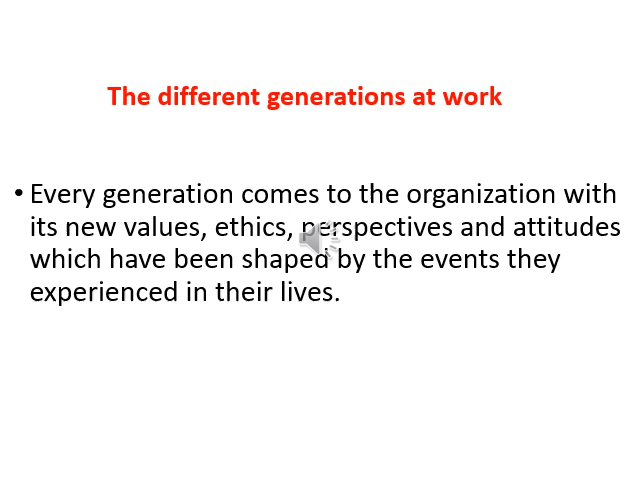 The different generations at work
• Every generation comes to the organization with
its new values, ethics, perspectives and attitudes
which have been shaped by the events they
experienced in their lives.